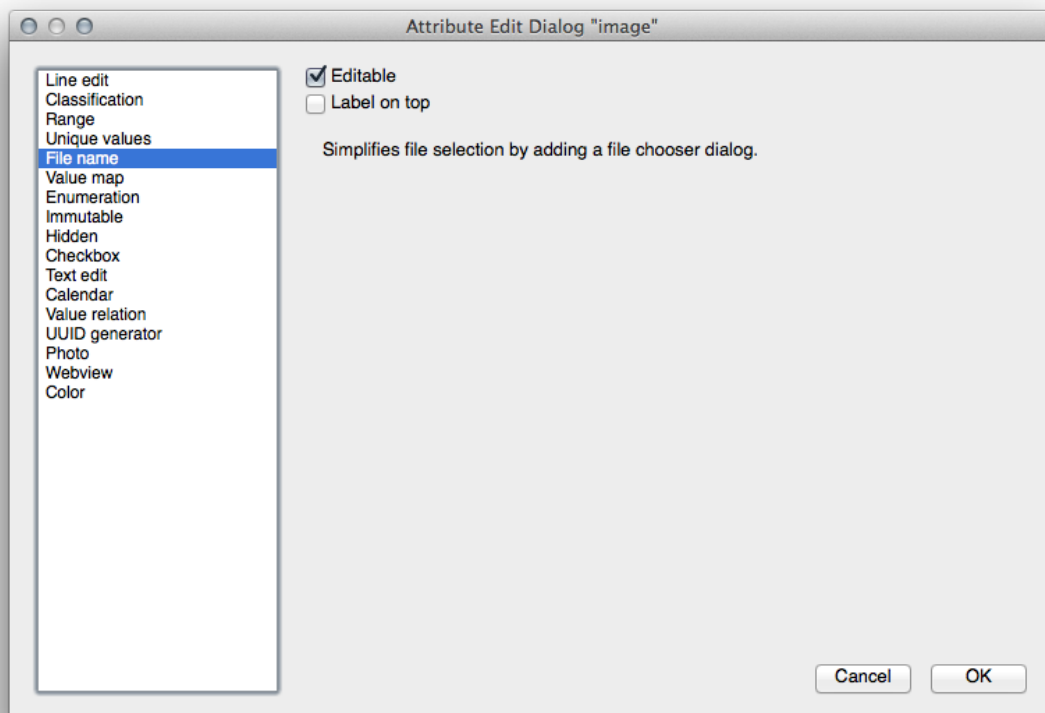 Attribute Edit Dialog "image"
Line edit
Classification
Range
Unique values
File name
Value map
Enumeration
Immutable
Hidden
Checkbox
Text edit
Calendar
Value relation
UUID generator
Photo
Webview
Color
Editable
Label on top
Simplifies file selection by adding a file chooser dialog.
Cancel
OK